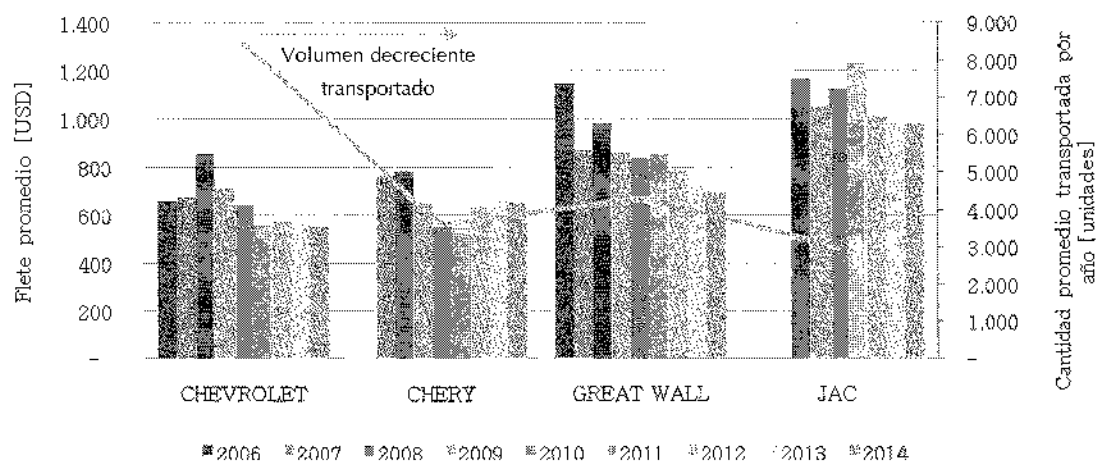 1.400
1.200
1.000
800
600
400
200
-
Flete promedio [USD]
Volumen decreciente
transportado
9.000
8.000
7.000
6.000
5.000
4.000
3.000
2.000
1.000
-
Cantidad promedio transportada por
año [unidades]
CHEVROLET CHERY GREAT WALL JAC
2006 2007 2008 2009 2010 2011 2012 2013 2014